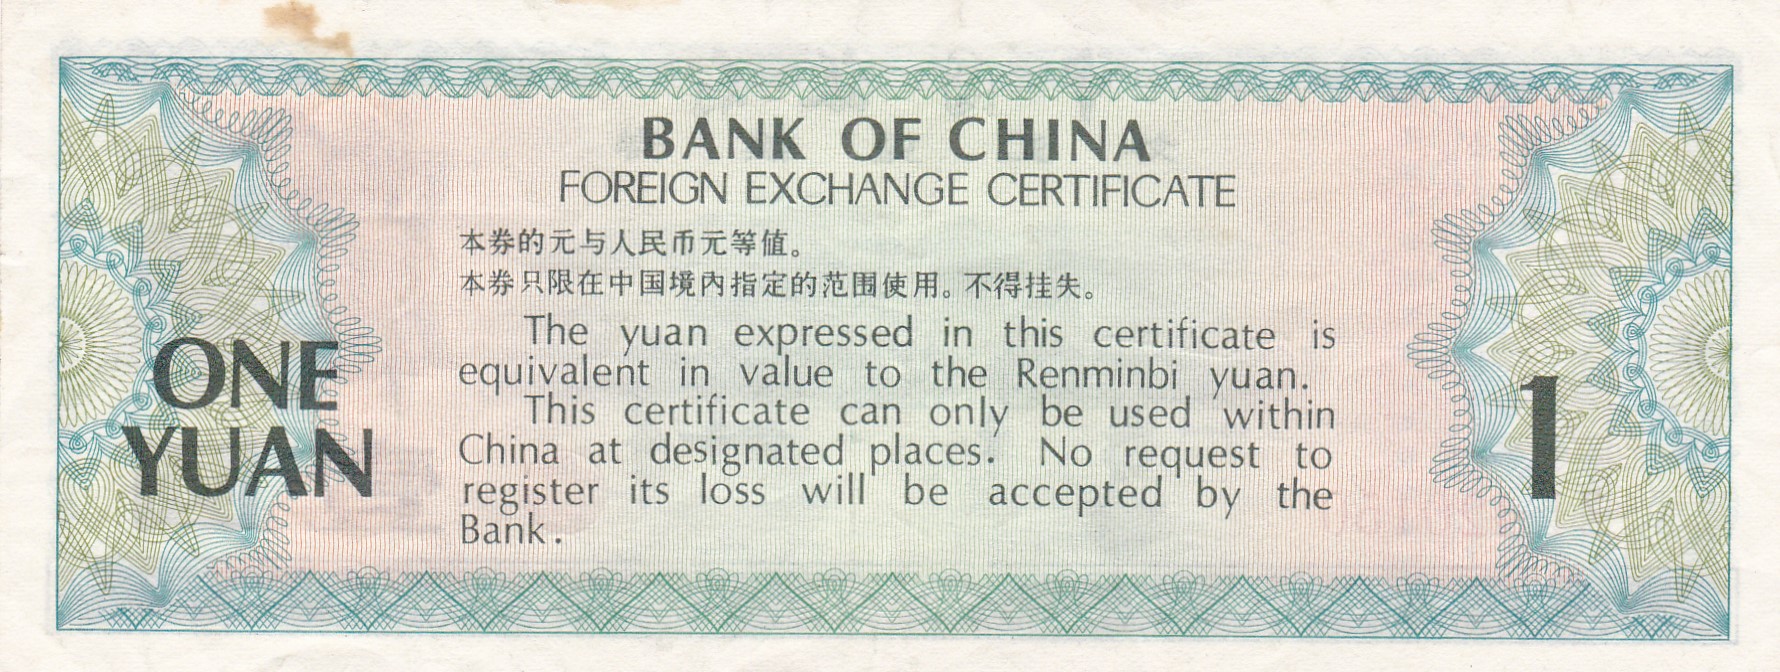 BANK OF CHINA
FOREIGN EXCHANGE CERTIFICATE
本券的元与人民币元等值。
本券只限在中国境内指定的范围使用。不得挂失。
The yuan expressed in this certificate is
equivalent in value to the Renminbi yuan.
This certificate can only be used within
China at designated places. No request to
register its loss will be accepted by the
Bank.
ONE
YUAN
1